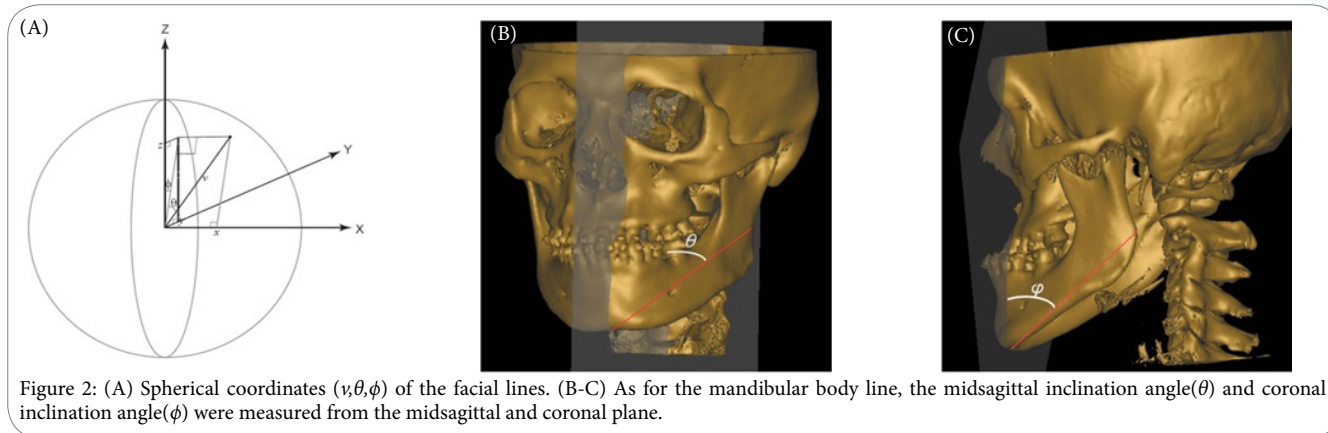 (A)
Z
Y
X
z
ϕ
θ
v
x
(B)
θ
(C)
φ
Figure 2: (A) Spherical coordinates (v,θ,ϕ) of the facial lines. (B-C) As for the mandibular body line, the midsagittal inclination angle(θ) and coronal
inclination angle(ϕ) were measured from the midsagittal and coronal plane.